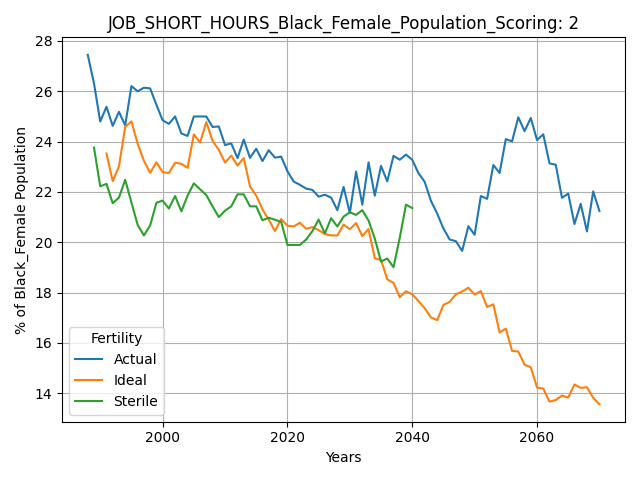 JOB_SHORT_HOURS_Black_Female_Population_Scoring: 2
% of Black_Female Population
28
26
24
22
20
18
16
14
Fertility
Actual
Ideal
Sterile
2000 2020 2040 2060
Years